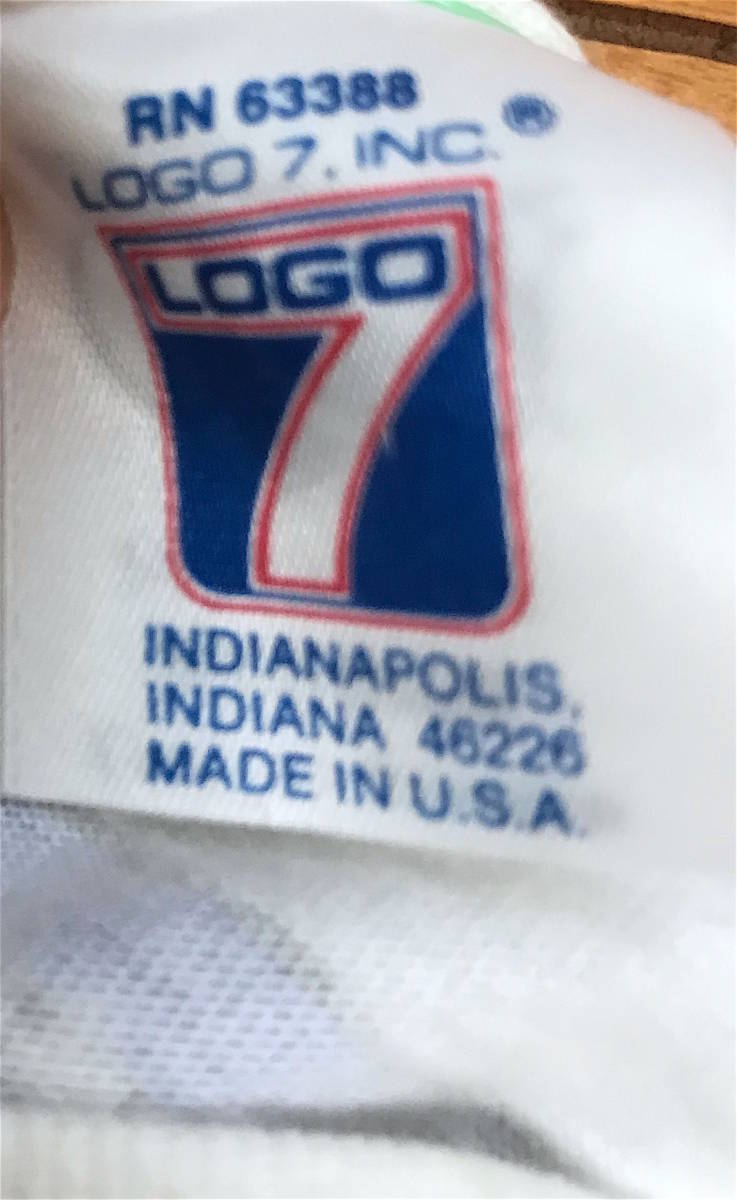 RN 63388
®
LOGO 7, INC.
LOGO
7
INDIANAPOLIS,
INDIANA 46226
MADE IN U.S.A.